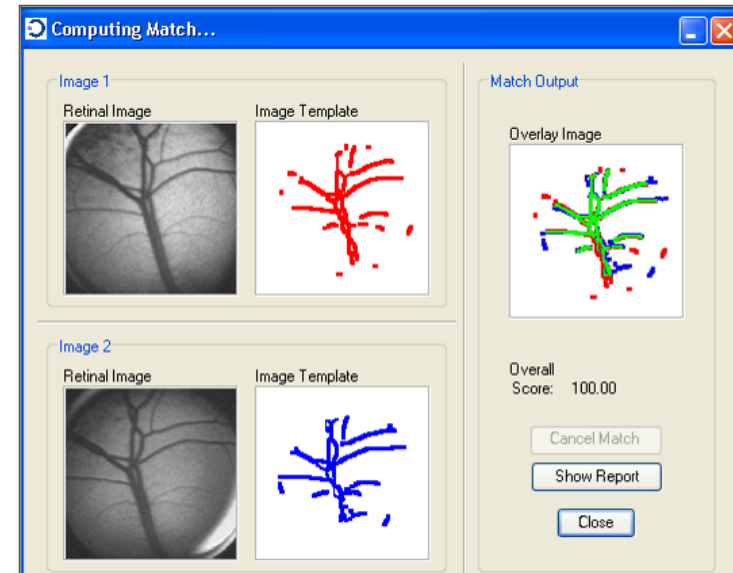 Computing Match...
Image 1
Retinal Image Image Template
Image 2
Retinal Image Image Template
Match Output
Overlay Image
Overall
Score: 100.00
Cancel Match
Show Report
Close